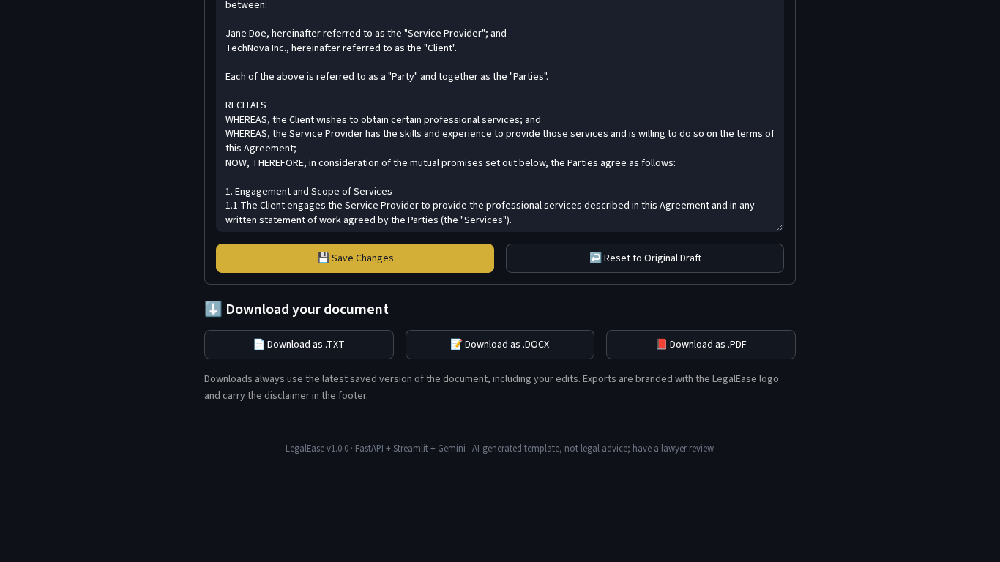 between:
Jane Doe, hereinafter referred to as the "Service Provider"; and
TechNova Inc., hereinafter referred to as the "Client".
Each of the above is referred to as a "Party" and together as the "Parties".
RECITALS
WHEREAS, the Client wishes to obtain certain professional services; and
WHEREAS, the Service Provider has the skills and experience to provide those services and is willing to do so on the terms of
this Agreement;
NOW, THEREFORE, in consideration of the mutual promises set out below, the Parties agree as follows:
1. Engagement and Scope of Services
1.1 The Client engages the Service Provider to provide the professional services described in this Agreement and in any
written statement of work agreed by the Parties (the "Services").
Save Changes
Reset to Original Draft
Download your document
Download as .TXT
Download as .DOCX
Download as .PDF
Downloads always use the latest saved version of the document, including your edits. Exports are branded with the LegalEase logo
and carry the disclaimer in the footer.
LegalEase v1.0.0 · FastAPI + Streamlit + Gemini · AI-generated template, not legal advice; have a lawyer review.